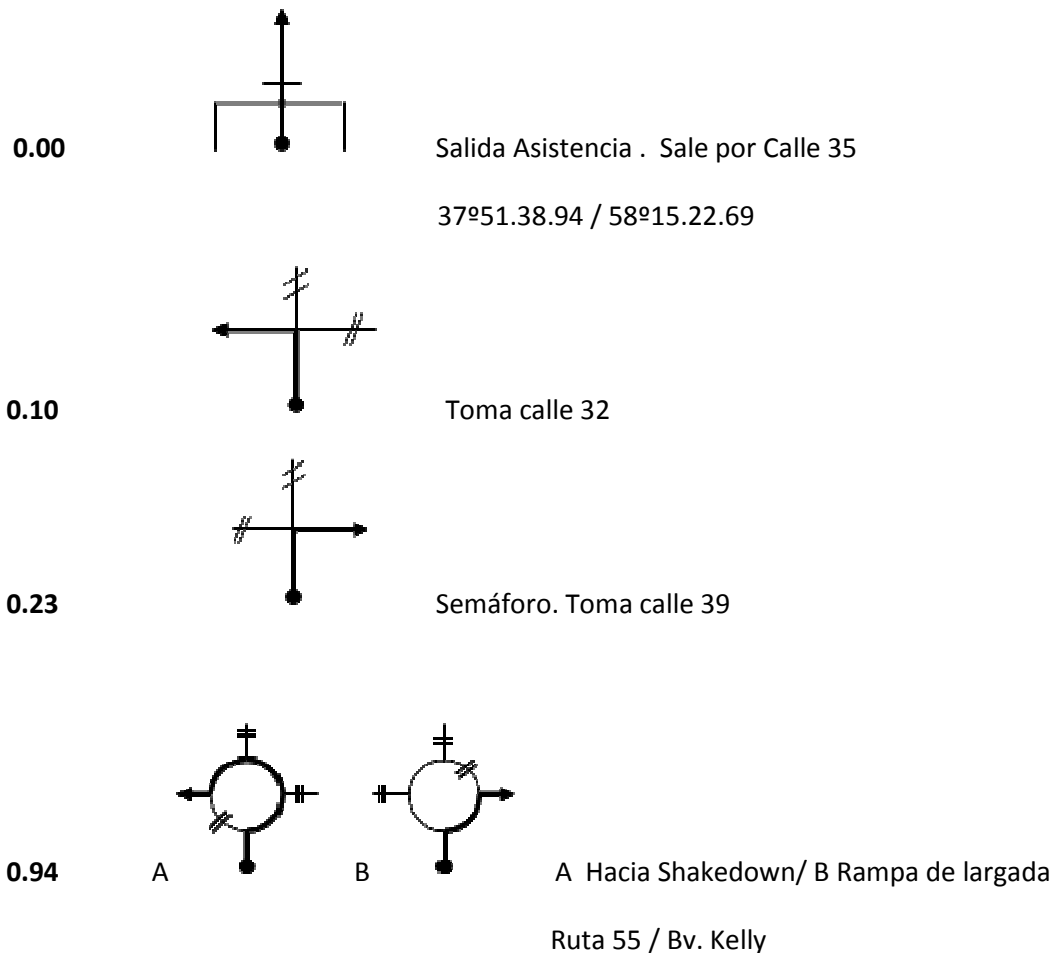 0.00 Salida Asistencia . Sale por Calle 35
37º51.38.94 / 58º15.22.69
0.10 Toma calle 32
0.23 Semáforo. Toma calle 39
0.94 A B A Hacia Shakedown/ B Rampa de largada
Ruta 55 / Bv. Kelly